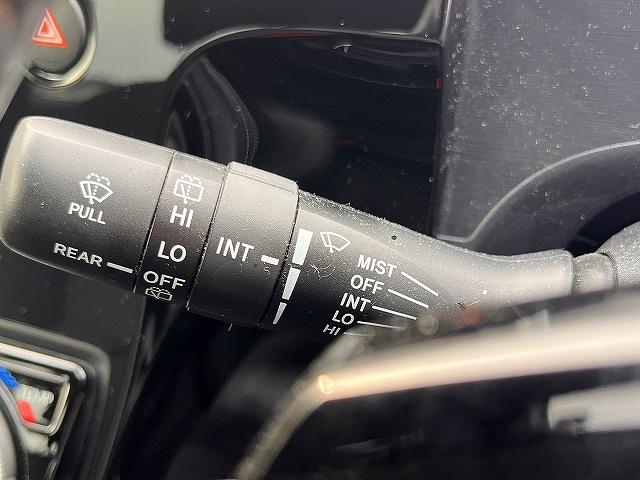 PULL
REAR
HI
LO
OFF
INT
MIST
OFF
INT
LO
HI